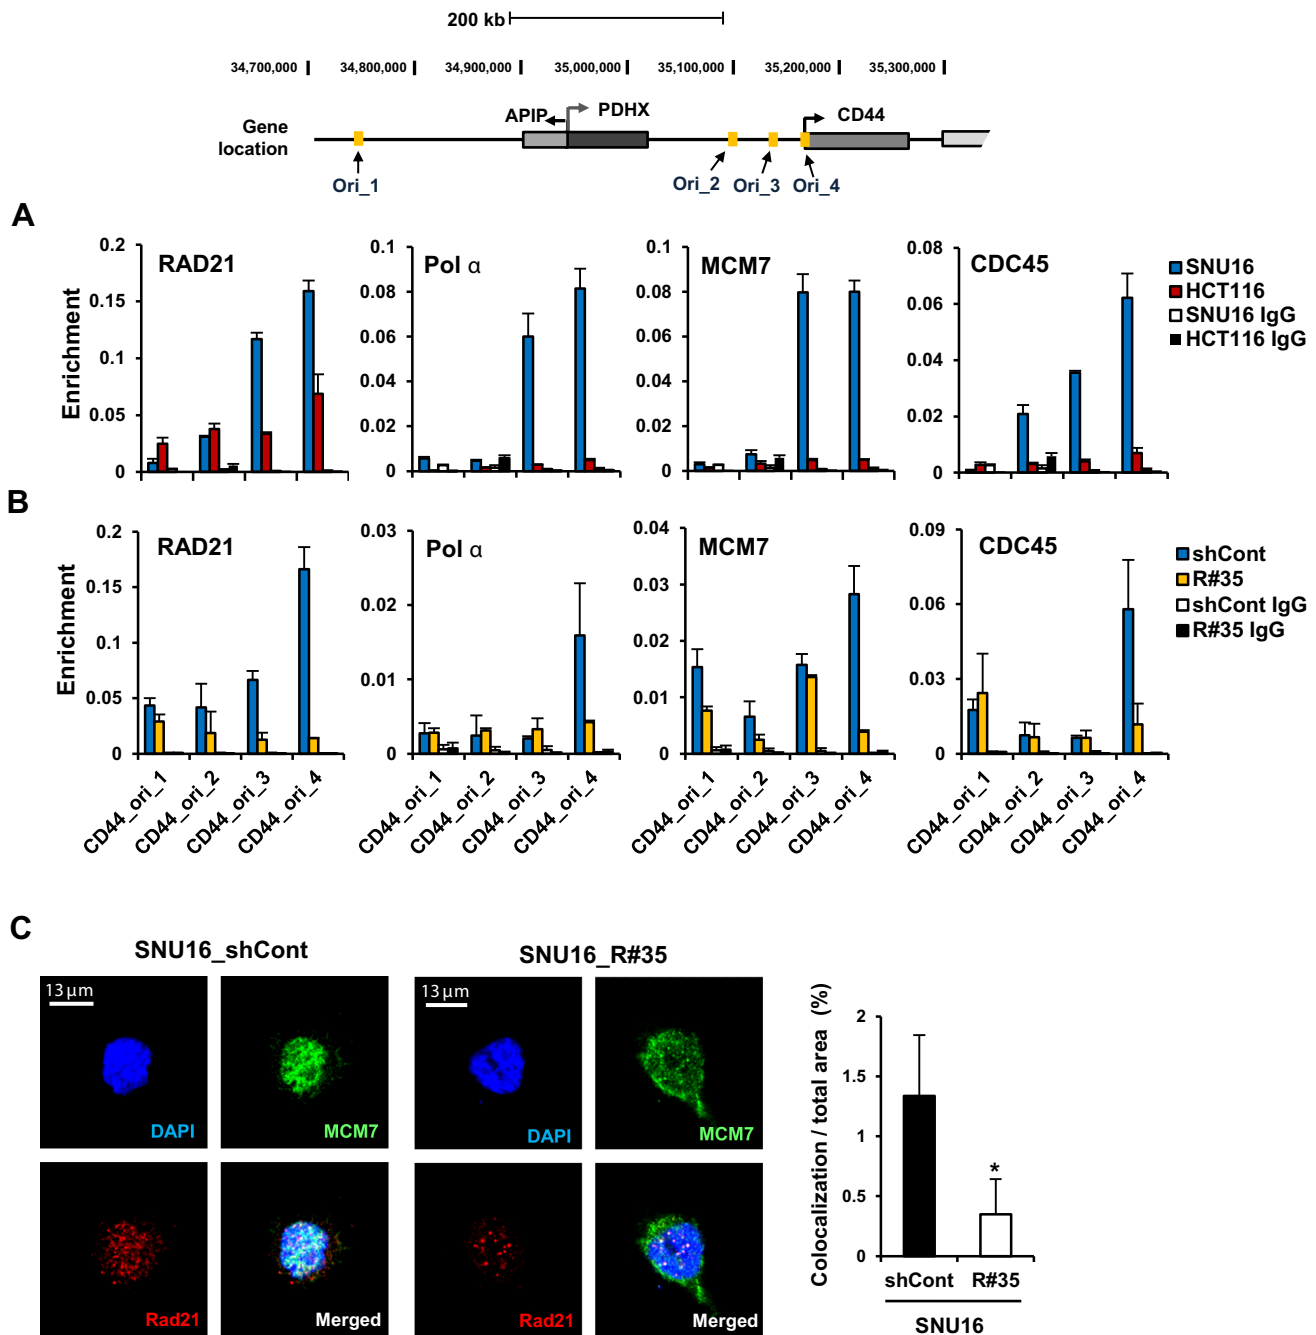 200 kb
34,700,000 34,800,000 34,900,000 35,000,000 35,100,000 35,200,000 35,300,000
Gene location
APIP PDHX CD44
Ori_1 Ori_2 Ori_3 Ori_4
A
Enrichment
RAD21
0.2
0.15
0.1
0.05
0
Pol α
0.1
0.08
0.06
0.04
0.02
0
MCM7
0.1
0.08
0.06
0.04
0.02
0
CDC45
0.08
0.06
0.04
0.02
0
SNU16
HCT116
SNU16 IgG
HCT116 IgG
B
Enrichment
RAD21
0.2
0.15
0.1
0.05
0
Pol α
0.03
0.02
0.01
0
MCM7
0.04
0.03
0.02
0.01
0
CDC45
0.09
0.06
0.03
0
shCont
R#35
shCont IgG
R#35 IgG
CD44_ori_1 CD44_ori_2 CD44_ori_3 CD44_ori_4
CD44_ori_1 CD44_ori_2 CD44_ori_3 CD44_ori_4
CD44_ori_1 CD44_ori_2 CD44_ori_3 CD44_ori_4
CD44_ori_1 CD44_ori_2 CD44_ori_3 CD44_ori_4
C
SNU16_shCont
13 µm
DAPI
MCM7
Rad21
Merged
SNU16_R#35
13 µm
DAPI
MCM7
Rad21
Merged
Colocalization / total area (%)
2
1.5
1
0.5
0
*
shCont R#35
SNU16